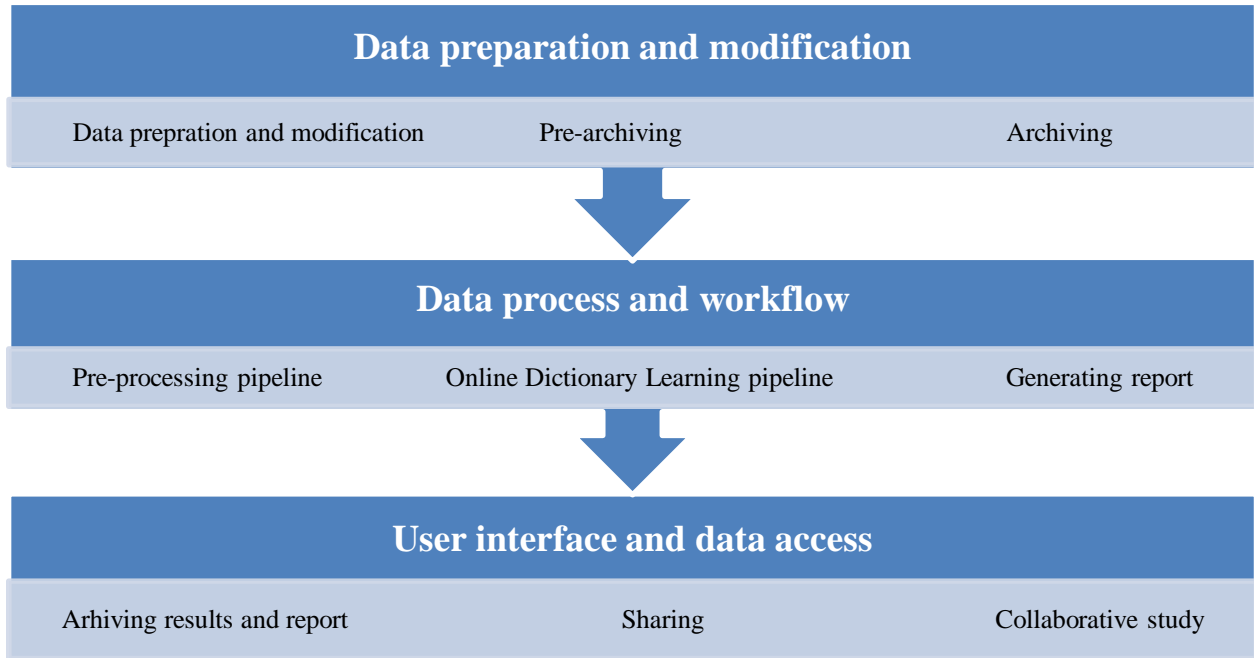 Data preparation and modification
Data prepration and modification Pre-archiving Archiving
Data process and workflow
Pre-processing pipeline Online Dictionary Learning pipeline Generating report
User interface and data access
Arhiving results and report Sharing Collaborative study